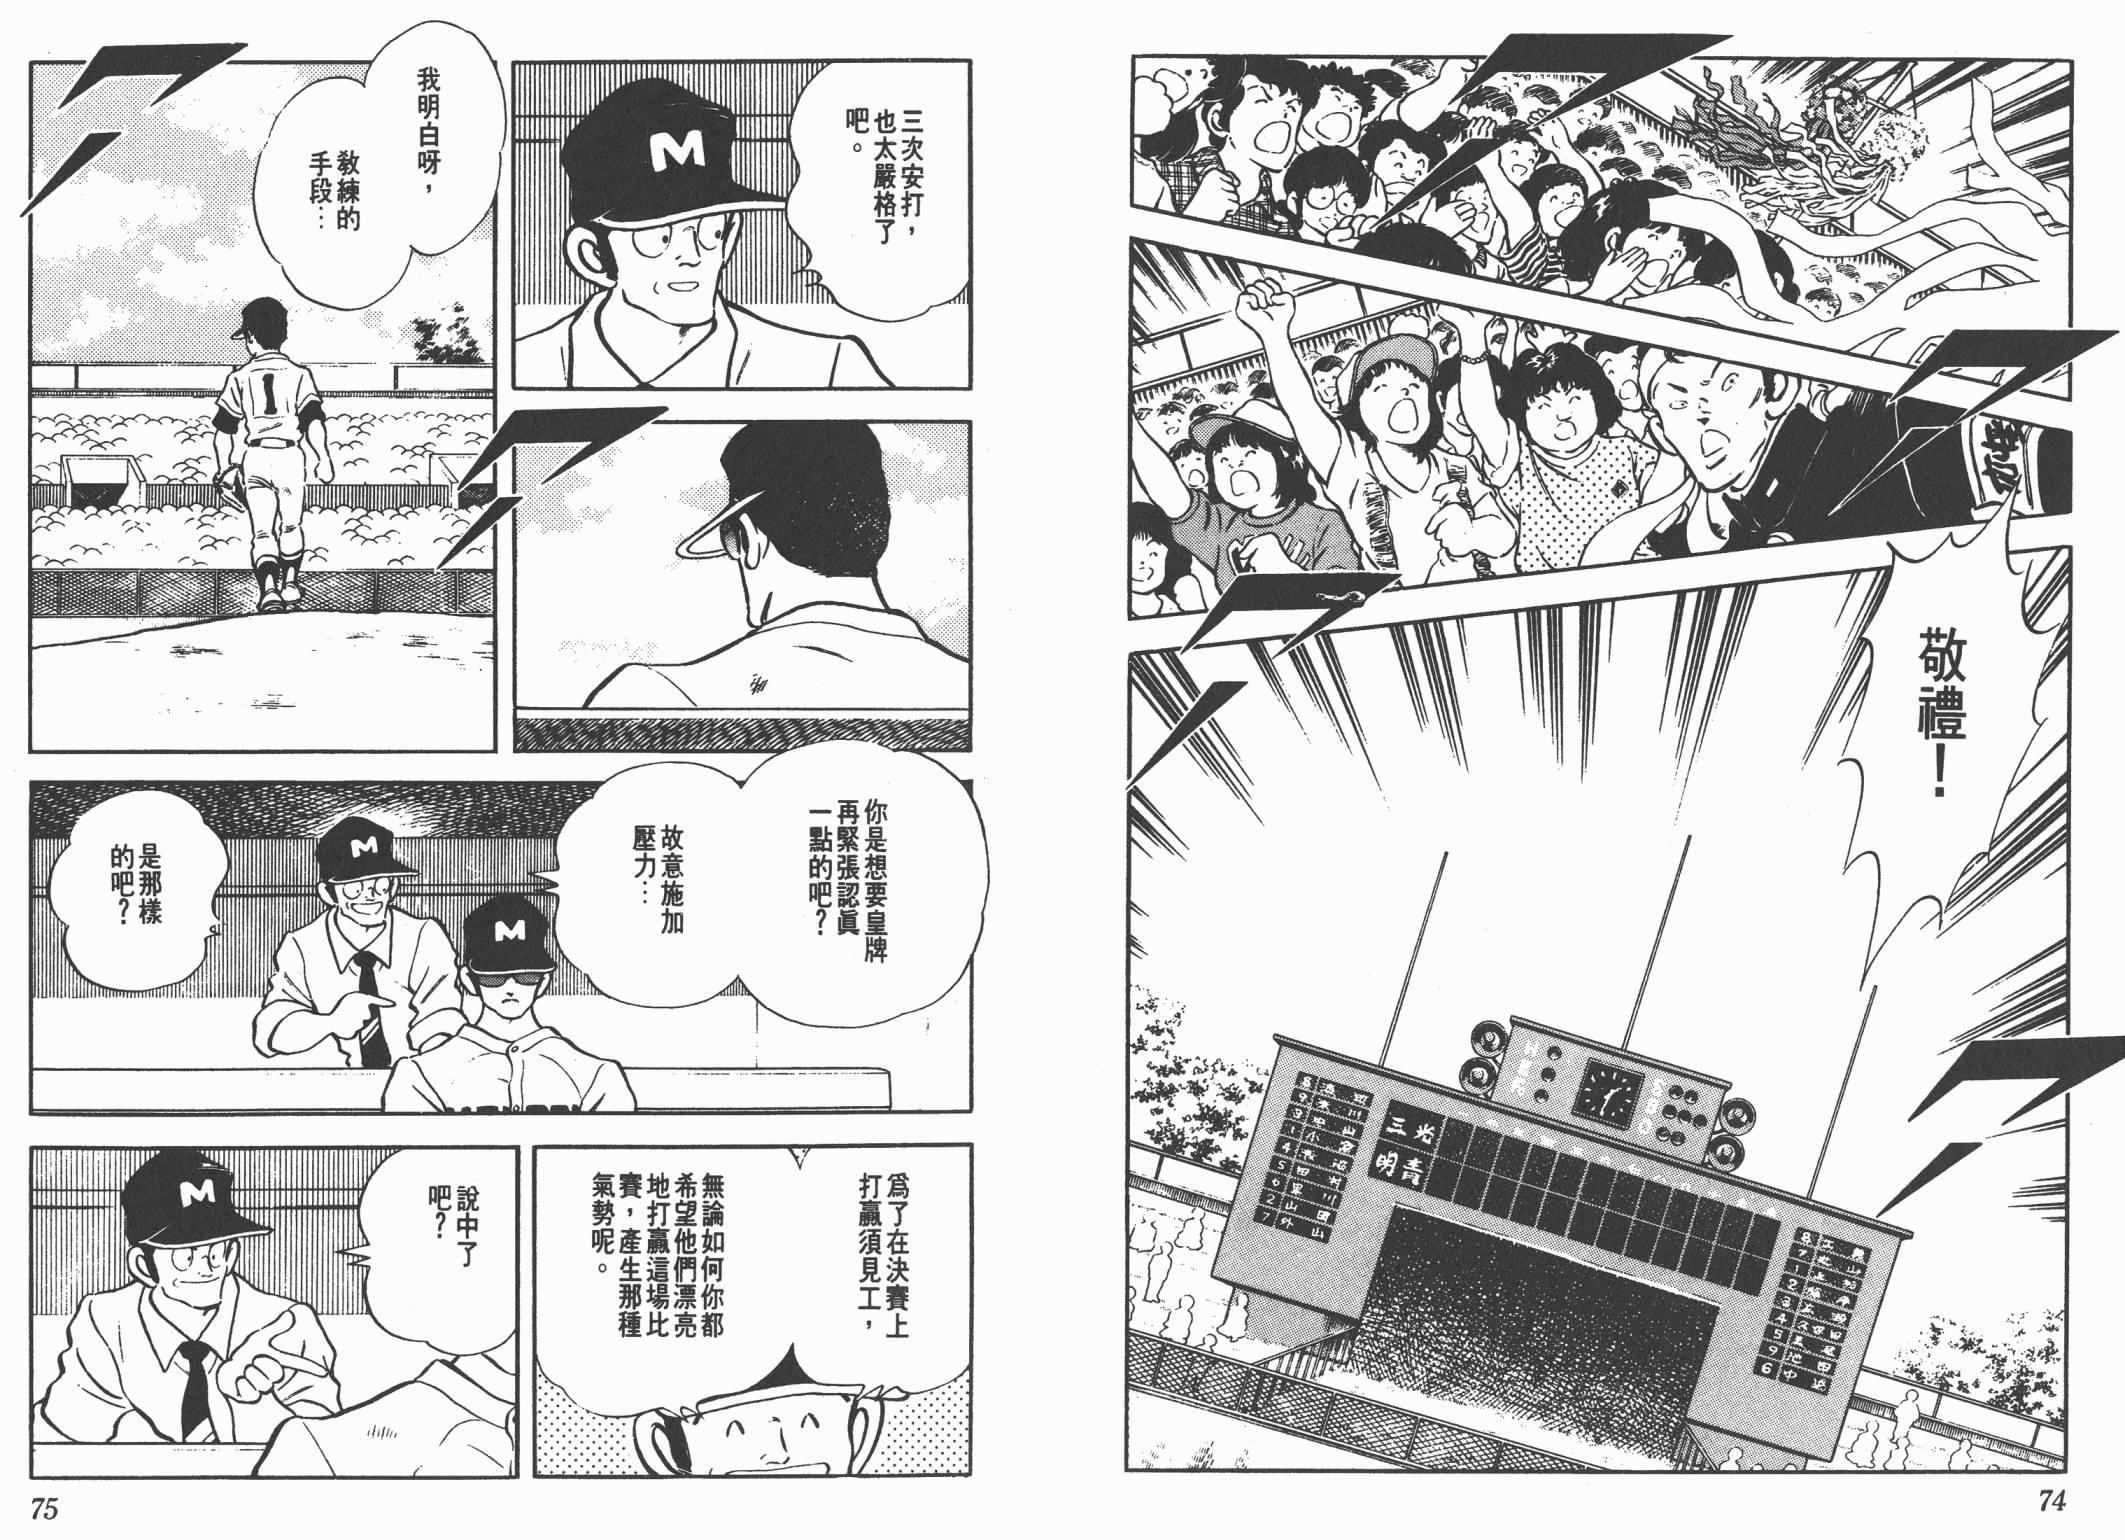 敬禮！
三光
明青
74
三次安打，
也太嚴格了
吧。
M
我明白呀，
教練的
手段…
1
你是想要皇牌
再緊張認眞
一點的吧？
故意施加
壓力…
M
M
是那樣
的吧？
爲了在決賽上
打贏須見工，
無論如何你都
希望他們漂亮
地打贏這場比
賽，產生那種
氣勢呢。
說中了
吧？
M
75